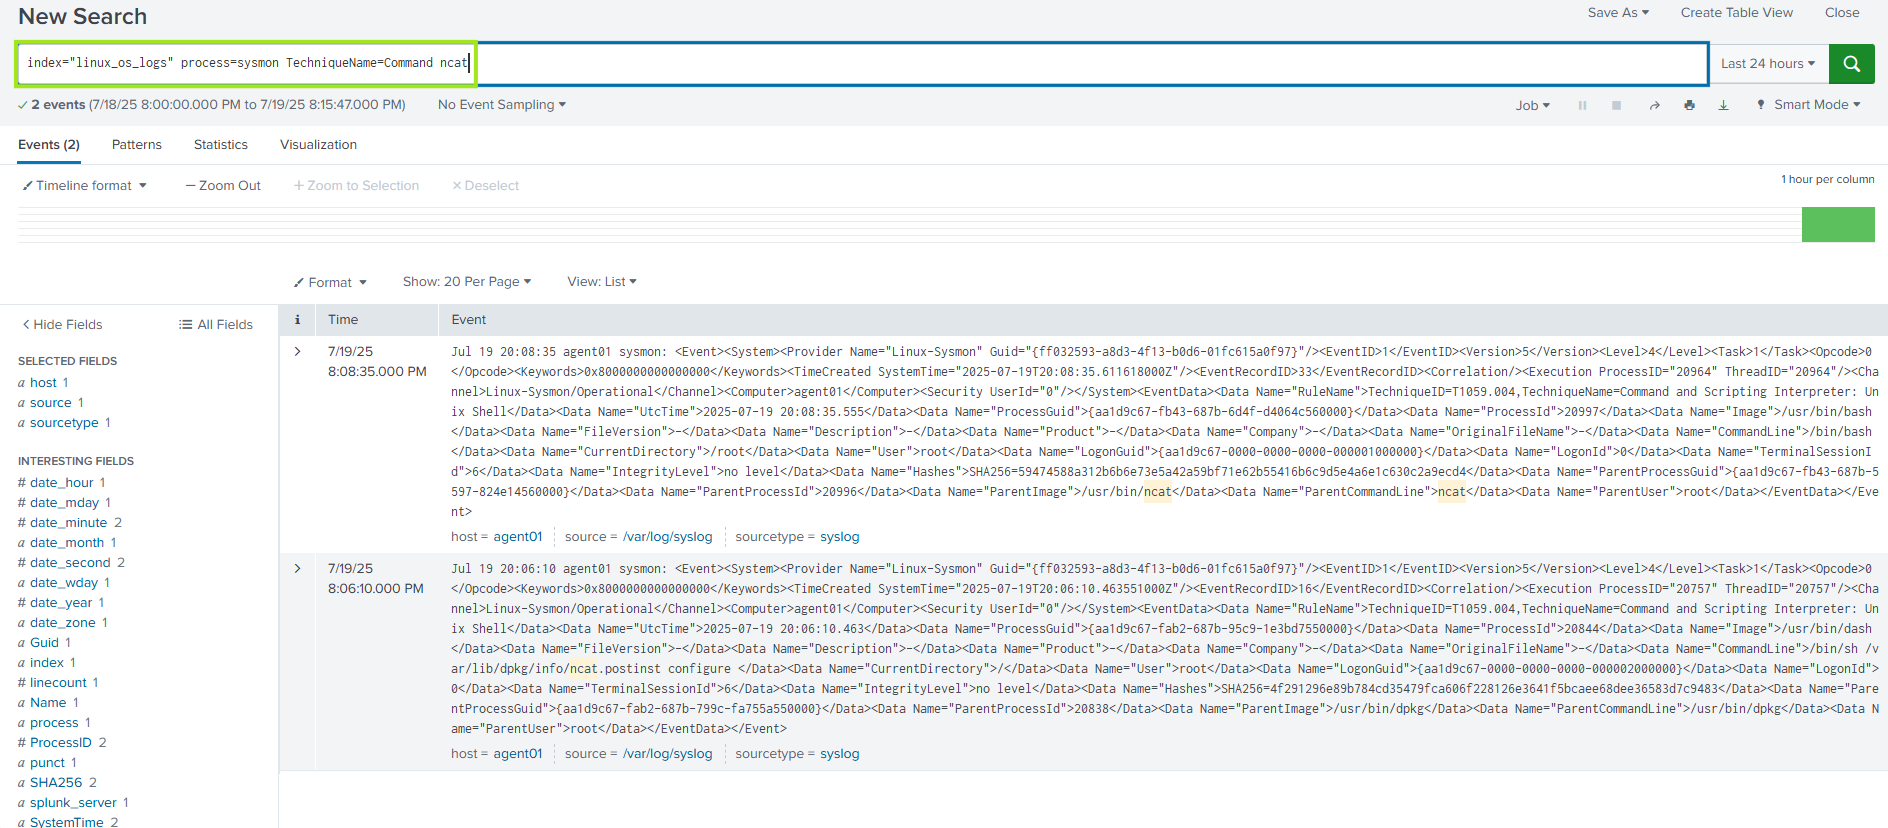 New Search
Save As
Create Table View
Close
index="linux_os_logs" process=sysmon TechniqueName=Command ncat
Last 24 hours
2 events (7/18/25 8:00:00.000 PM to 7/19/25 8:15:47.000 PM)
No Event Sampling
Job
Smart Mode
Events (2)
Patterns
Statistics
Visualization
Timeline format
Zoom Out
Zoom to Selection
Deselect
1 hour per column
Format
Show: 20 Per Page
View: List
Hide Fields
All Fields
i
Time
Event
SELECTED FIELDS
a host 1
a source 1
a sourcetype 1
INTERESTING FIELDS
# date_hour 1
# date_mday 1
# date_minute 2
a date_month 1
# date_second 2
a date_wday 1
# date_year 1
a date_zone 1
a Guid 1
a index 1
# linecount 1
a Name 1
a process 1
# ProcessID 2
a punct 1
a SHA256 2
a splunk_server 1
a SystemTime 2
7/19/25
8:08:35.000 PM
Jul 19 20:08:35 agent01 sysmon: <Event><System><Provider Name="Linux-Sysmon" Guid="{ff032593-a8d3-4f13-b0d6-01fc615a0f97}"/><EventID>1</EventID><Version>5</Version><Level>4</Level><Task>1</Task><Opcode>0
</Opcode><Keywords>0x8000000000000000</Keywords><TimeCreated SystemTime="2025-07-19T20:08:35.611618000Z"/><EventRecordID>33</EventRecordID><Correlation/><Execution ProcessID="20964" ThreadID="20964"/><Cha
nnel>Linux-Sysmon/Operational</Channel><Computer>agent01</Computer><Security UserId="0"/></System><EventData><Data Name="RuleName">TechniqueID=T1059.004,TechniqueName=Command and Scripting Interpreter: Un
ix Shell</Data><Data Name="UtcTime">2025-07-19 20:08:35.555</Data><Data Name="ProcessGuid">{aa1d9c67-fb43-687b-6d4f-d4064c560000}</Data><Data Name="ProcessId">20997</Data><Data Name="Image">/usr/bin/bash
</Data><Data Name="FileVersion">-</Data><Data Name="Description">-</Data><Data Name="Product">-</Data><Data Name="Company">-</Data><Data Name="OriginalFileName">-</Data><Data Name="CommandLine">/bin/bash
</Data><Data Name="CurrentDirectory">/root</Data><Data Name="User">root</Data><Data Name="LogonGuid">{aa1d9c67-0000-0000-0000-000001000000}</Data><Data Name="LogonId">0</Data><Data Name="TerminalSessionI
d">6</Data><Data Name="IntegrityLevel">no level</Data><Data Name="Hashes">SHA256=59474588a312b6b6e73e5a42a59bf71e62b55416b6c9d5e4a6e1c630c2a9ecd4</Data><Data Name="ParentProcessGuid">{aa1d9c67-fb43-687b-5
597-824e14560000}</Data><Data Name="ParentProcessId">20996</Data><Data Name="ParentImage">/usr/bin/ncat</Data><Data Name="ParentCommandLine">ncat</Data><Data Name="ParentUser">root</Data></EventData></Eve
nt>
host = agent01
source = /var/log/syslog
sourcetype = syslog
7/19/25
8:06:10.000 PM
Jul 19 20:06:10 agent01 sysmon: <Event><System><Provider Name="Linux-Sysmon" Guid="{ff032593-a8d3-4f13-b0d6-01fc615a0f97}"/><EventID>1</EventID><Version>5</Version><Level>4</Level><Task>1</Task><Opcode>0
</Opcode><Keywords>0x8000000000000000</Keywords><TimeCreated SystemTime="2025-07-19T20:06:10.463551000Z"/><EventRecordID>16</EventRecordID><Correlation/><Execution ProcessID="20757" ThreadID="20757"/><Cha
nnel>Linux-Sysmon/Operational</Channel><Computer>agent01</Computer><Security UserId="0"/></System><EventData><Data Name="RuleName">TechniqueID=T1059.004,TechniqueName=Command and Scripting Interpreter: Un
ix Shell</Data><Data Name="UtcTime">2025-07-19 20:06:10.463</Data><Data Name="ProcessGuid">{aa1d9c67-fab2-687b-95c9-1e3bd7550000}</Data><Data Name="ProcessId">20844</Data><Data Name="Image">/usr/bin/dash
</Data><Data Name="FileVersion">-</Data><Data Name="Description">-</Data><Data Name="Product">-</Data><Data Name="Company">-</Data><Data Name="OriginalFileName">-</Data><Data Name="CommandLine">/bin/sh /v
ar/lib/dpkg/info/ncat.postinst configure </Data><Data Name="CurrentDirectory">/</Data><Data Name="User">root</Data><Data Name="LogonGuid">{aa1d9c67-0000-0000-0000-000002000000}</Data><Data Name="LogonId">
0</Data><Data Name="TerminalSessionId">6</Data><Data Name="IntegrityLevel">no level</Data><Data Name="Hashes">SHA256=4f291296e89b784cd35479fca606f228126e3641f5bcaee68dee36583d7c9483</Data><Data Name="Pare
ntProcessGuid">{aa1d9c67-fab2-687b-799c-fa755a550000}</Data><Data Name="ParentProcessId">20838</Data><Data Name="ParentImage">/usr/bin/dpkg</Data><Data Name="ParentCommandLine">/usr/bin/dpkg</Data><Data N
ame="ParentUser">root</Data></EventData></Event>
host = agent01
source = /var/log/syslog
sourcetype = syslog